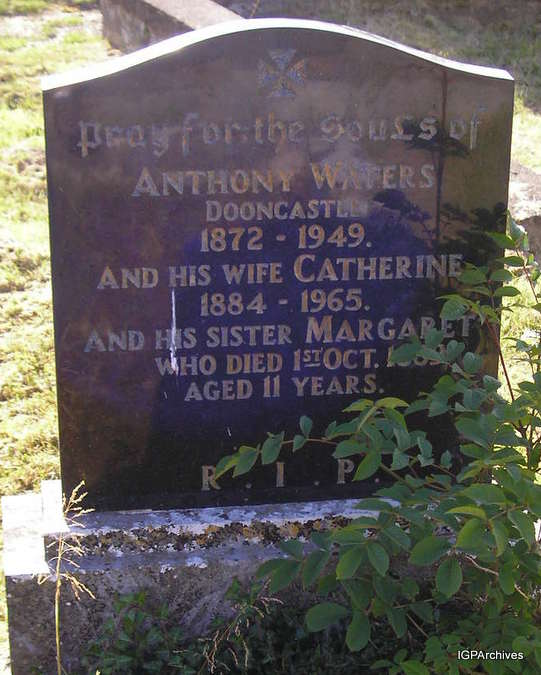 Pray for the Souls of
ANTHONY WATERS
DOONCASTLE
1872 - 1949.
AND HIS WIFE CATHERINE
1884 - 1965.
AND HIS SISTER MARGARET
WHO DIED 1ST OCT.
AGED 11 YEARS.
R . I . P .
IGPArchives